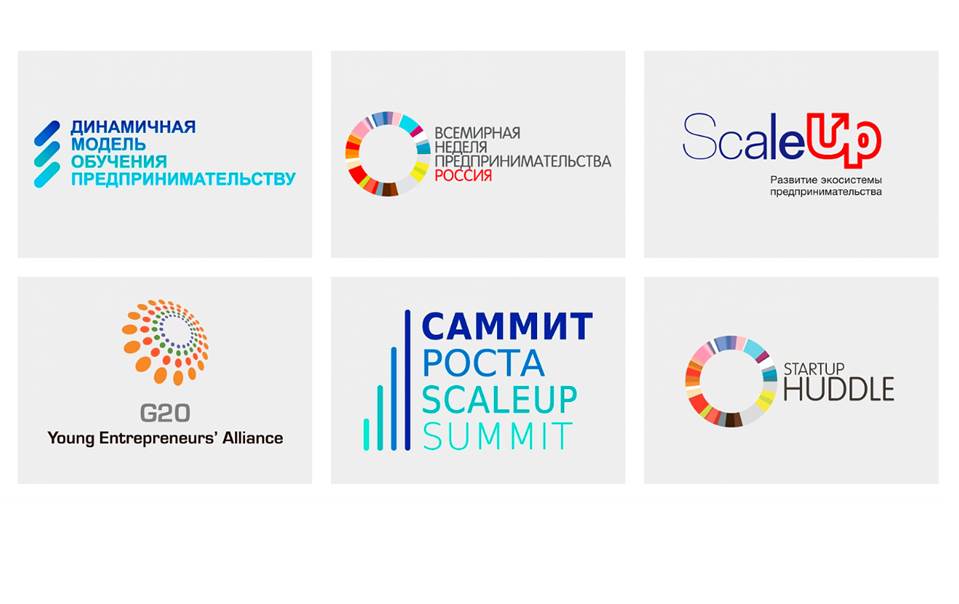 ДИНАМИЧНАЯ
МОДЕЛЬ
ОБУЧЕНИЯ
ПРЕДПРИНИМАТЕЛЬСТВУ
ВСЕМИРНАЯ
НЕДЕЛЯ
ПРЕДПРИНИМАТЕЛЬСТВА
РОССИЯ
ScaleUp
Развитие экосистемы
предпринимательства
G20
Young Entrepreneurs' Alliance
САММИТ
РОСТА
SCALEUP
SUMMIT
STARTUP
HUDDLE